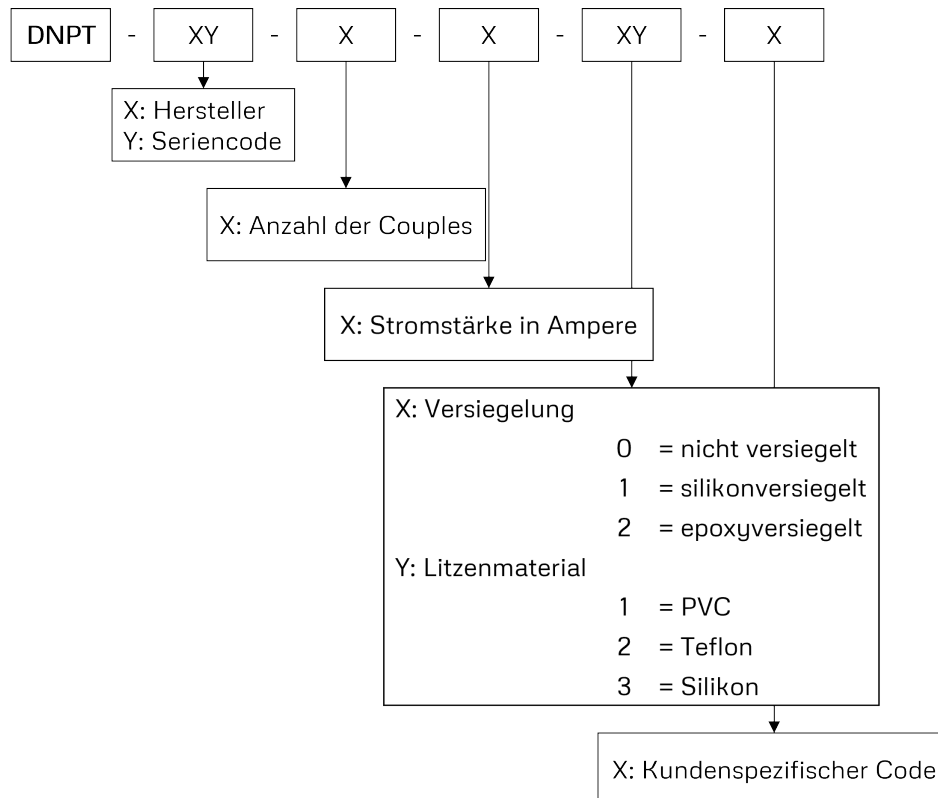 DNPT - XY - X - X - XY - X
X: Hersteller
Y: Seriencode
X: Anzahl der Couples
X: Stromstärke in Ampere
X: Versiegelung
0 = nicht versiegelt
1 = silikonversiegelt
2 = epoxyversiegelt
Y: Litzenmaterial
1 = PVC
2 = Teflon
3 = Silikon
X: Kundenspezifischer Code